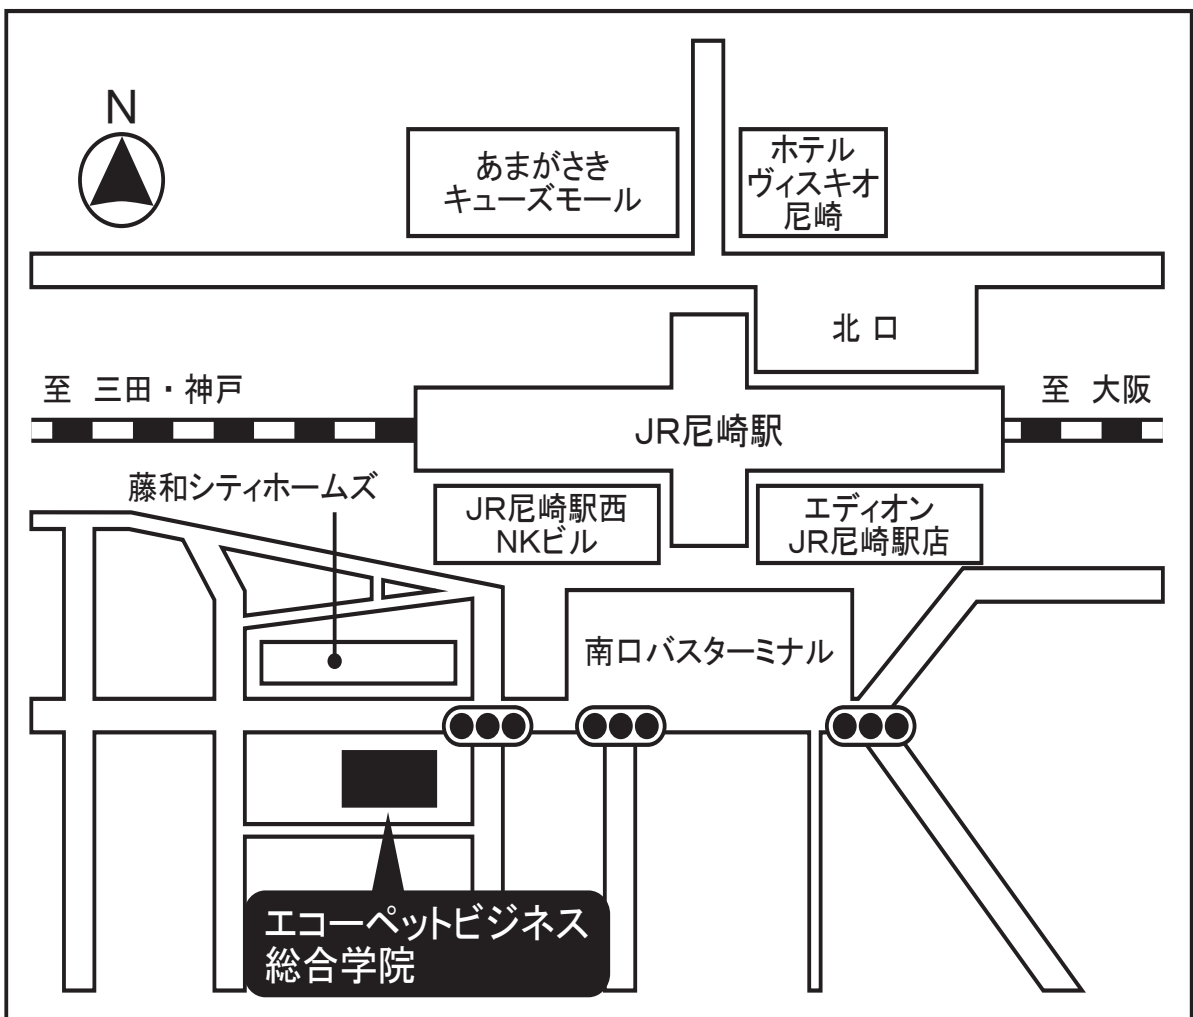 N
あまがさき
キューズモール
ホテル
ヴィスキオ
尼崎
北 口
至 三田・神戸
至 大阪
JR尼崎駅
藤和シティホームズ
JR尼崎駅西
NKビル
エディオン
JR尼崎駅店
南口バスターミナル
エコーペットビジネス
総合学院